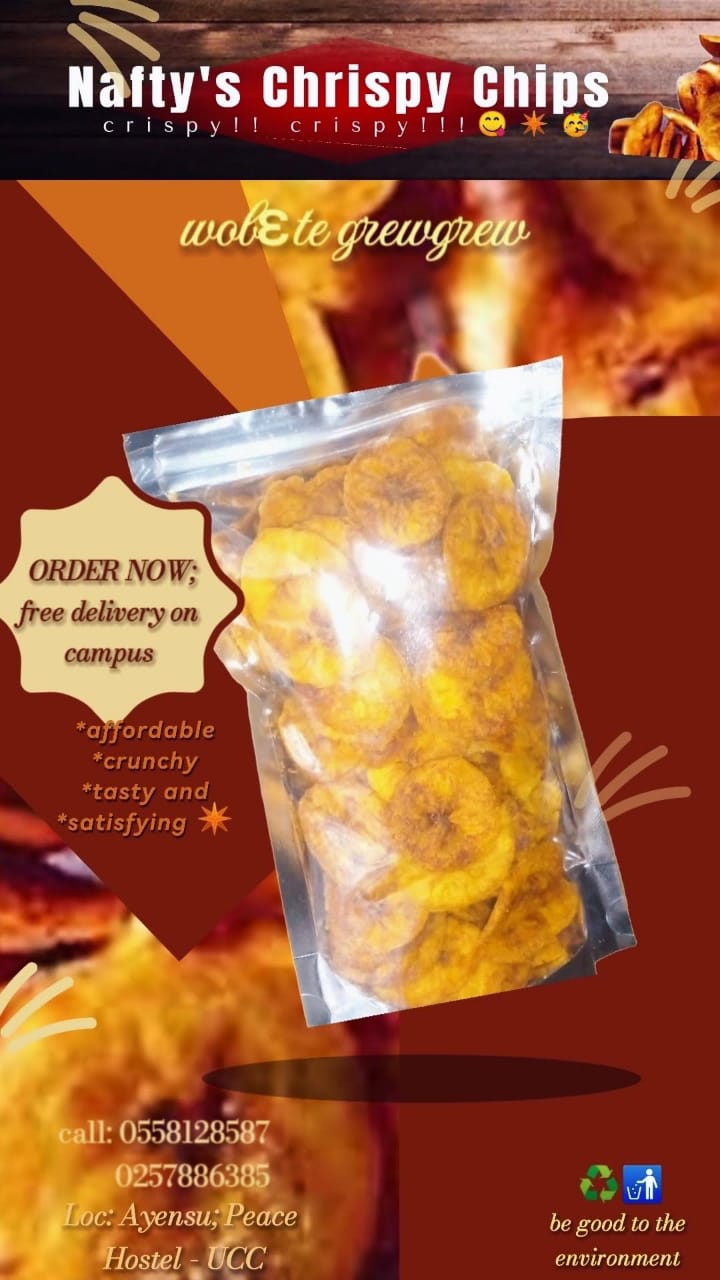 Nafty's Chrispy Chips
crispy!! crispy!!!😋 ✴ 🥳
wobƐte grewgrew
ORDER NOW;
free delivery on
campus
*affordable
*crunchy
*tasty and
*satisfying ✴
call: 0558128587
0257886385
Loc: Ayensu; Peace
Hostel - UCC
♻🚮
be good to the
environment